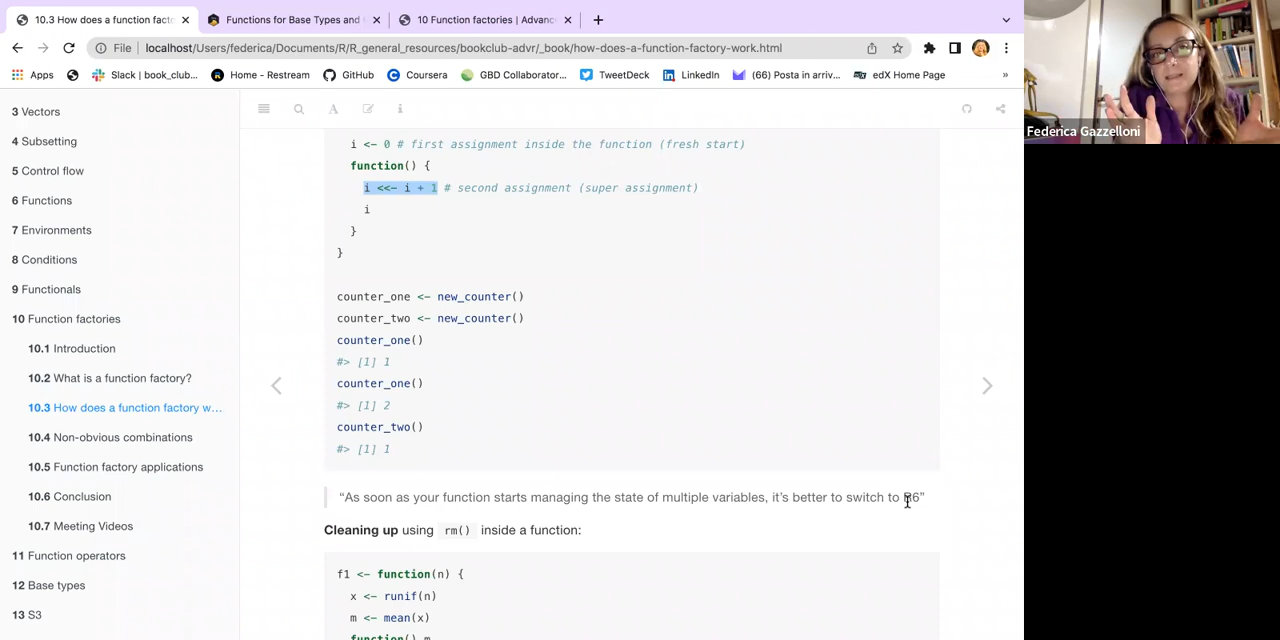 10.3 How does a function facto
Functions for Base Types and
10 Function factories | Advanc
File localhost/Users/federica/Documents/R/R_general_resources/bookclub-advr/_book/how-does-a-function-factory-work.html
Apps Slack | book_club... Home - Restream GitHub Coursera GBD Collaborator... TweetDeck LinkedIn (66) Posta in arriv... edX Home Page »
3 Vectors
4 Subsetting
5 Control flow
6 Functions
7 Environments
8 Conditions
9 Functionals
10 Function factories
10.1 Introduction
10.2 What is a function factory?
10.3 How does a function factory w...
10.4 Non-obvious combinations
10.5 Function factory applications
10.6 Conclusion
10.7 Meeting Videos
11 Function operators
12 Base types
13 S3
i <- 0 # first assignment inside the function (fresh start)
function() {
i <<- i + 1 # second assignment (super assignment)
i
}
}
counter_one <- new_counter()
counter_two <- new_counter()
counter_one()
#> [1] 1
counter_one()
#> [1] 2
counter_two()
#> [1] 1
“As soon as your function starts managing the state of multiple variables, it’s better to switch to R6”
Cleaning up using rm() inside a function:
f1 <- function(n) {
x <- runif(n)
m <- mean(x)
function() m
Federica Gazzelloni